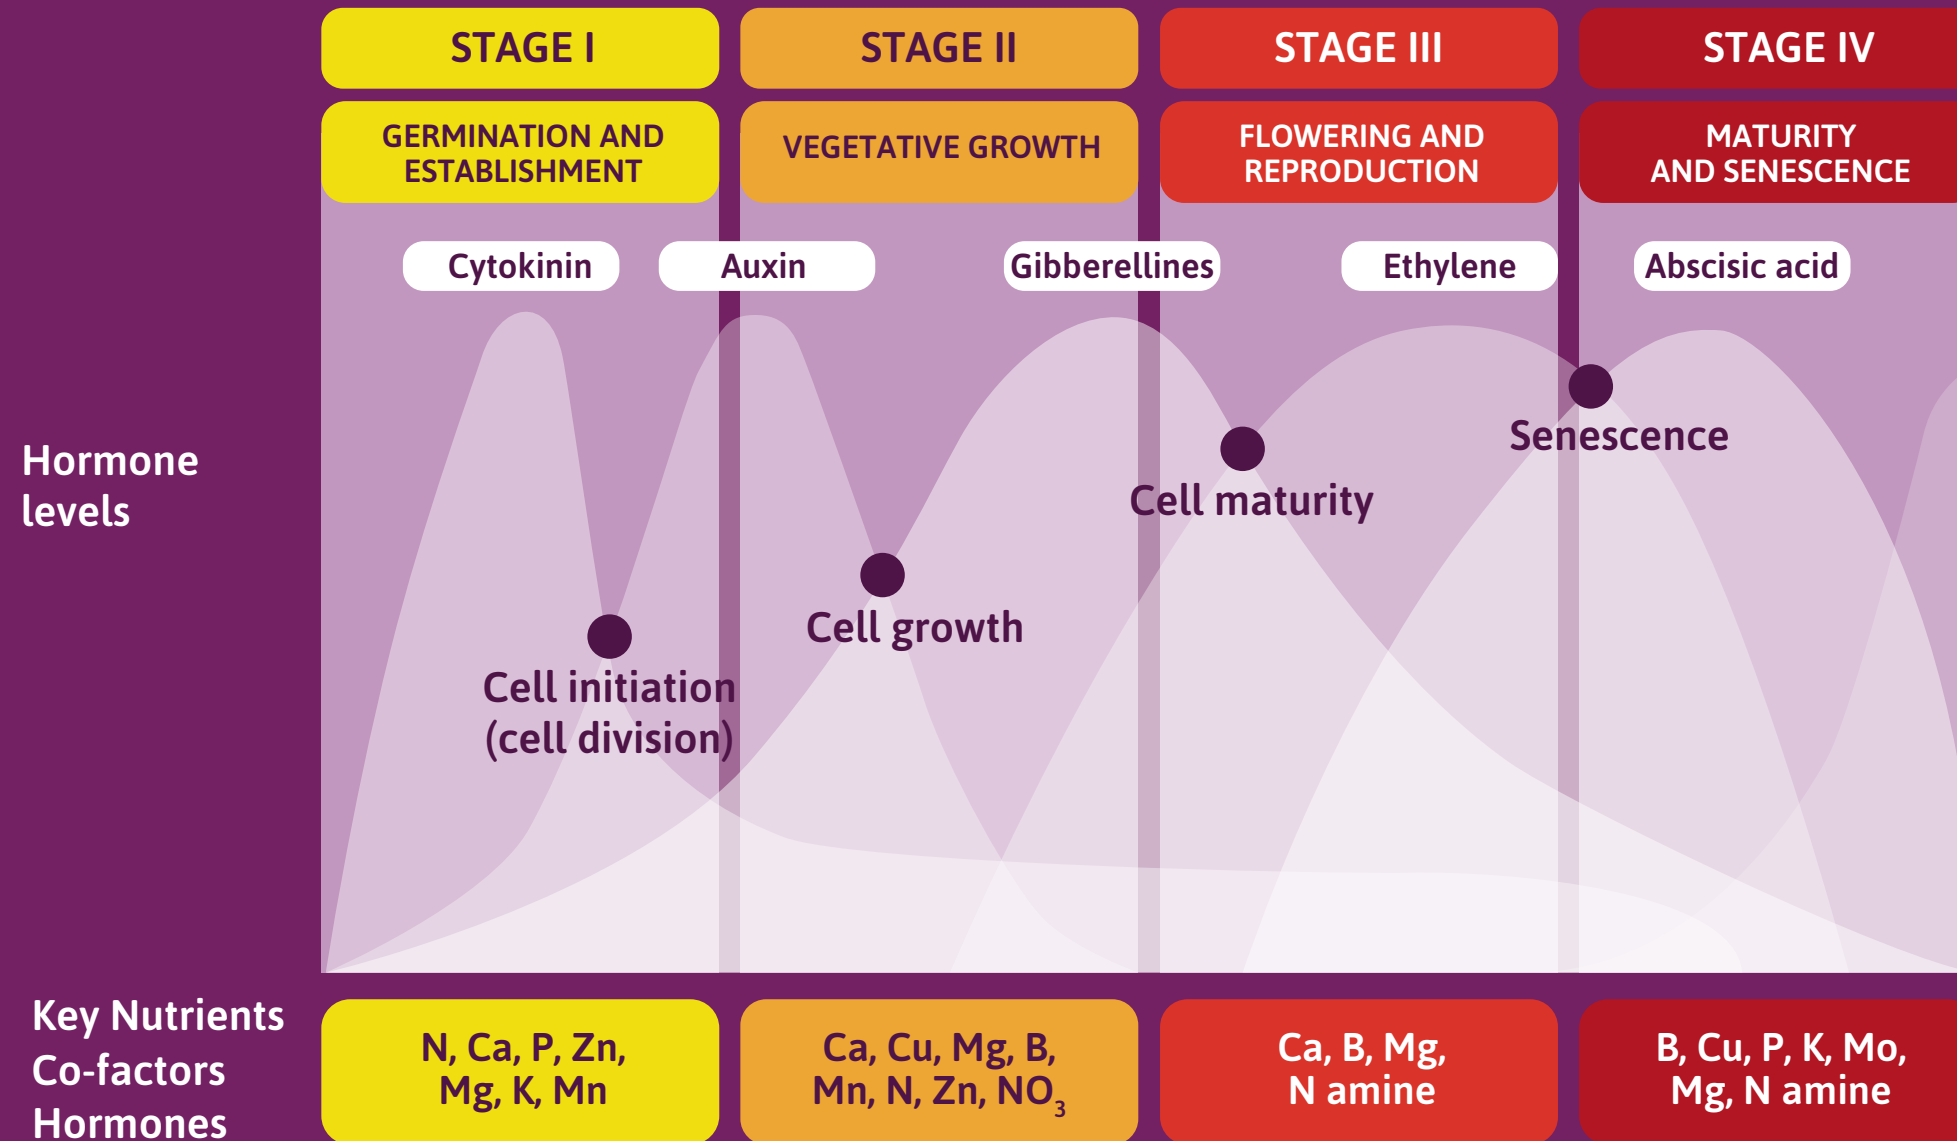 STAGE I
STAGE II
STAGE III
STAGE IV
GERMINATION AND
ESTABLISHMENT
VEGETATIVE GROWTH
FLOWERING AND
REPRODUCTION
MATURITY
AND SENESCENCE
Cytokinin
Auxin
Gibberellines
Ethylene
Abscisic acid
Hormone
levels
Senescence
Cell maturity
Cell growth
Cell initiation
(cell division)
Key Nutrients
Co-factors
Hormones
N, Ca, P, Zn,
Mg, K, Mn
Ca, Cu, Mg, B,
Mn, N, Zn, NO₃
Ca, B, Mg,
N amine
B, Cu, P, K, Mo,
Mg, N amine